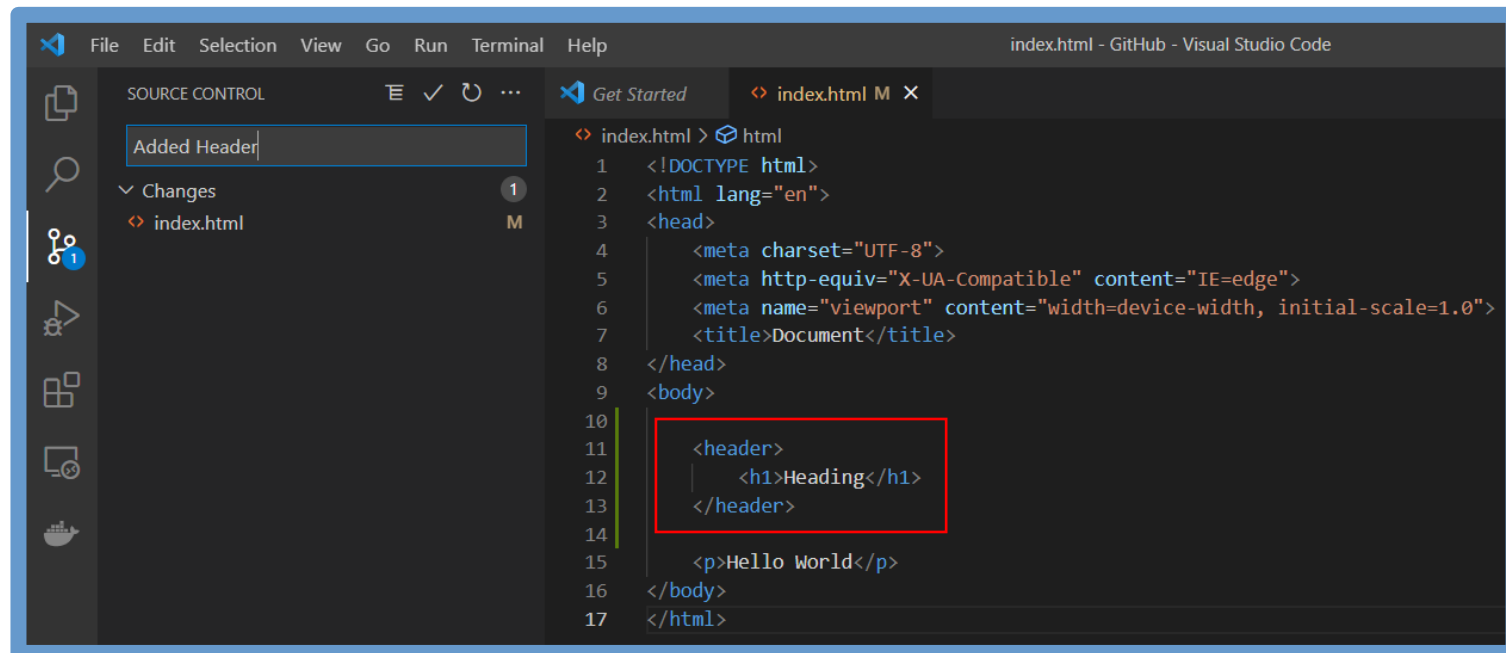 File Edit Selection View Go Run Terminal Help index.html - GitHub - Visual Studio Code
SOURCE CONTROL
Added Header
Changes 1
index.html M
1
Get Started index.html M
index.html > html
1 <!DOCTYPE html>
2 <html lang="en">
3 <head>
4 <meta charset="UTF-8">
5 <meta http-equiv="X-UA-Compatible" content="IE=edge">
6 <meta name="viewport" content="width=device-width, initial-scale=1.0">
7 <title>Document</title>
8 </head>
9 <body>
10
11 <header>
12 <h1>Heading</h1>
13 </header>
14
15 <p>Hello World</p>
16 </body>
17 </html>